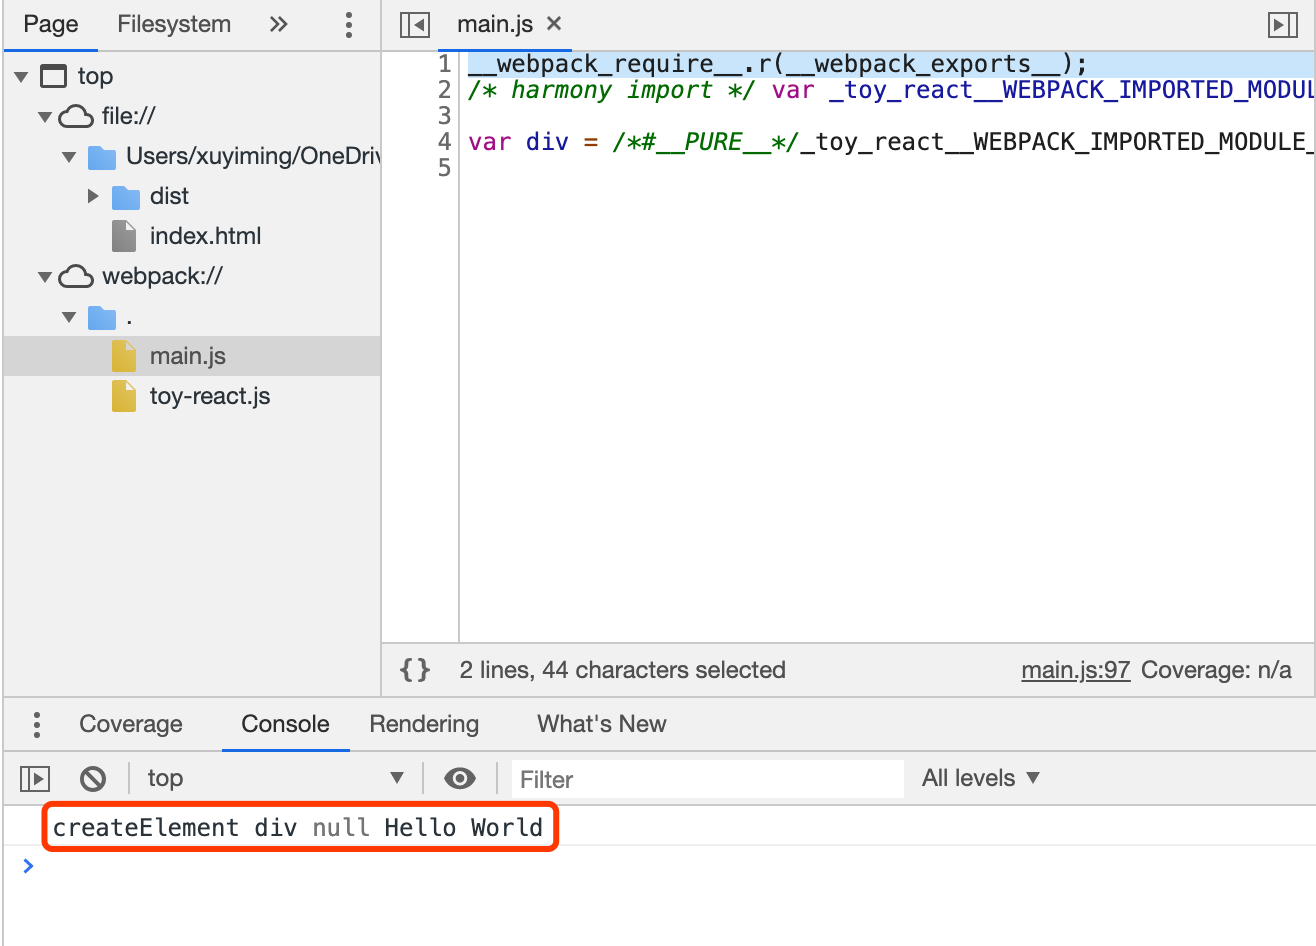 Page Filesystem »
main.js ×
top
file://
Users/xuyiming/OneDriv
dist
index.html
webpack://
.
main.js
toy-react.js
1 __webpack_require__.r(__webpack_exports__);
2 /* harmony import */ var _toy_react__WEBPACK_IMPORTED_MODUL
3
4 var div = /*#__PURE__*/_toy_react__WEBPACK_IMPORTED_MODULE_
5
{} 2 lines, 44 characters selected main.js:97 Coverage: n/a
Coverage Console Rendering What's New
top ▼ Filter All levels ▼
createElement div null Hello World
>